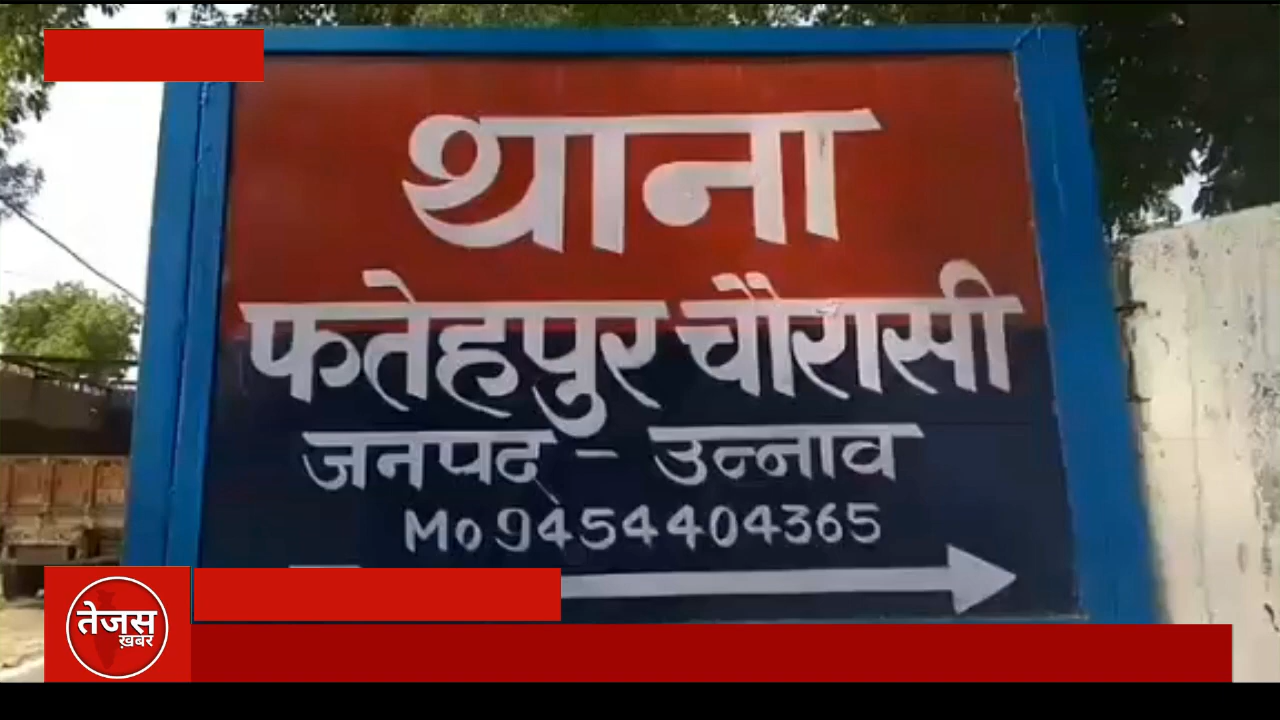 थाना
फतेहपुर चौरासी
जनपद - उन्नाव
Mo 9454404365
तेजस
ख़बर